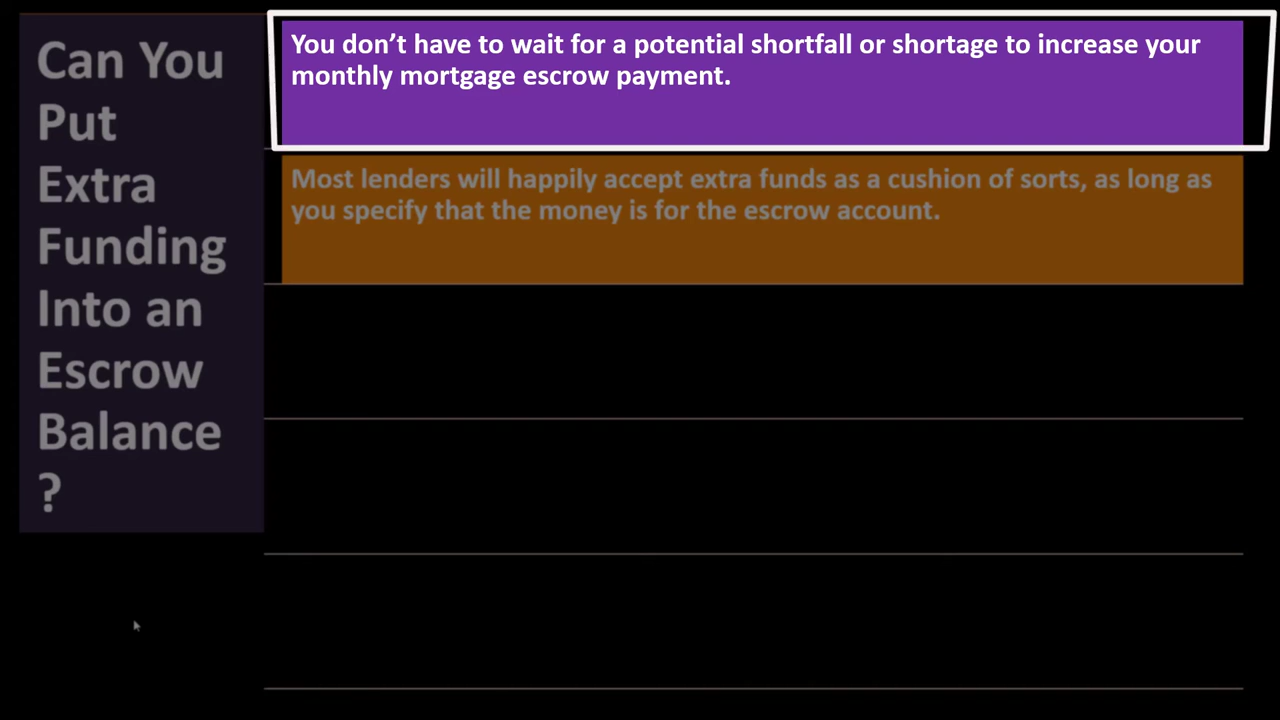 Can You
Put
Extra
Funding
Into an
Escrow
Balance
?
You don’t have to wait for a potential shortfall or shortage to increase your
monthly mortgage escrow payment.
Most lenders will happily accept extra funds as a cushion of sorts, as long as
you specify that the money is for the escrow account.